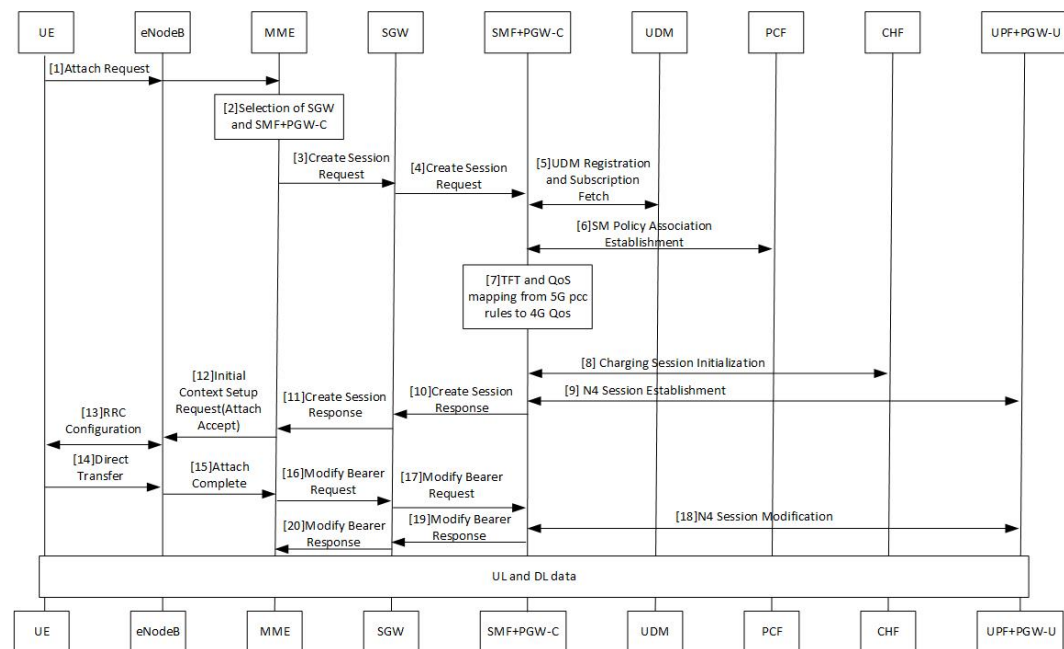 UE
eNodeB
MME
SGW
SMF+PGW-C
UDM
PCF
CHF
UPF+PGW-U
[1]Attach Request
[2]Selection of SGW
and SMF+PGW-C
[3]Create Session
Request
[4]Create Session
Request
[5]UDM Registration
and Subscription
Fetch
[6]SM Policy Association
Establishment
[7]TFT and QoS
mapping from 5G pcc
rules to 4G Qos
[8] Charging Session Initialization
[9] N4 Session Establishment
[10]Create Session
Response
[11]Create Session
Response
[12]Initial
Context Setup
Request(Attach
Accept)
[13]RRC
Configuration
[14]Direct
Transfer
[15]Attach
Complete
[16]Modify Bearer
Request
[17]Modify Bearer
Request
[18]N4 Session Modification
[19]Modify Bearer
Response
[20]Modify Bearer
Response
UL and DL data
UE
eNodeB
MME
SGW
SMF+PGW-C
UDM
PCF
CHF
UPF+PGW-U